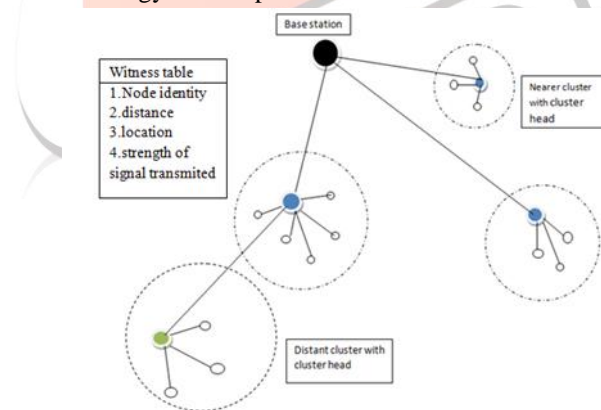 Base station
Witness table
1.Node identity
2.distance
3.location
4.strength of
signal transmited
Nearer cluster
with cluster
head
Distant cluster with
cluster head